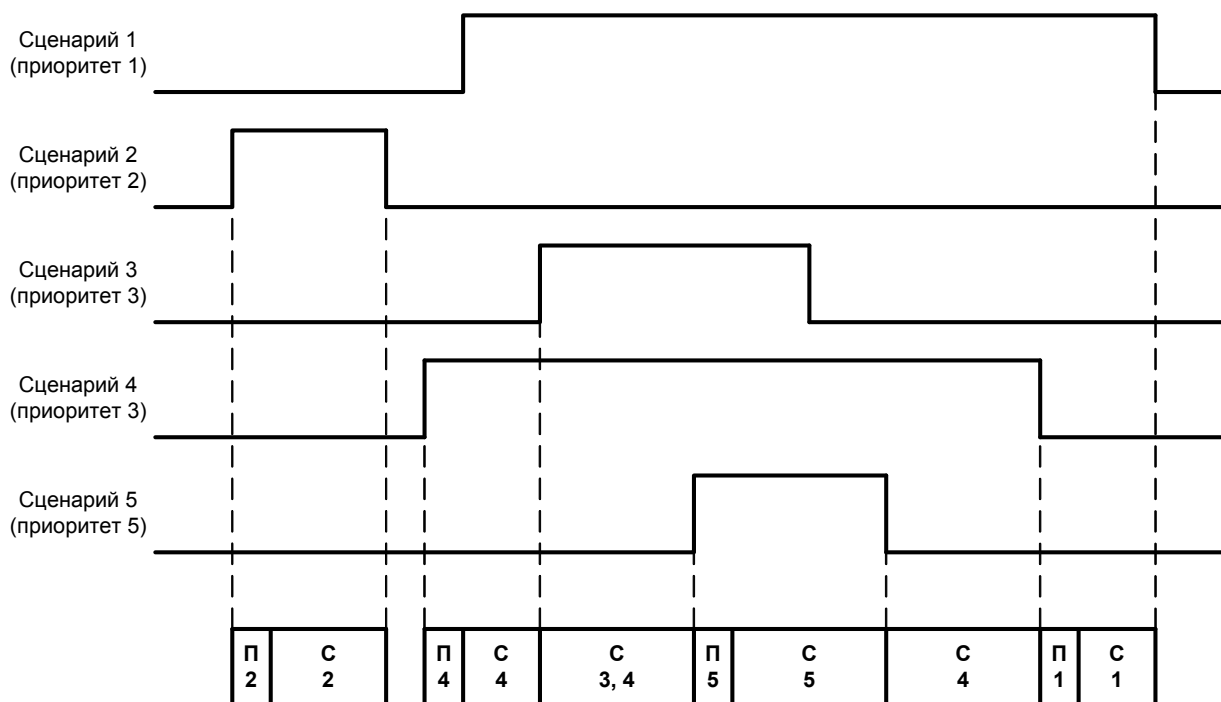 Сценарий 1
(приоритет 1)
Сценарий 2
(приоритет 2)
Сценарий 3
(приоритет 3)
Сценарий 4
(приоритет 3)
Сценарий 5
(приоритет 5)
П С П С С П С С П С
2 2 4 4 3, 4 5 5 4 1 1